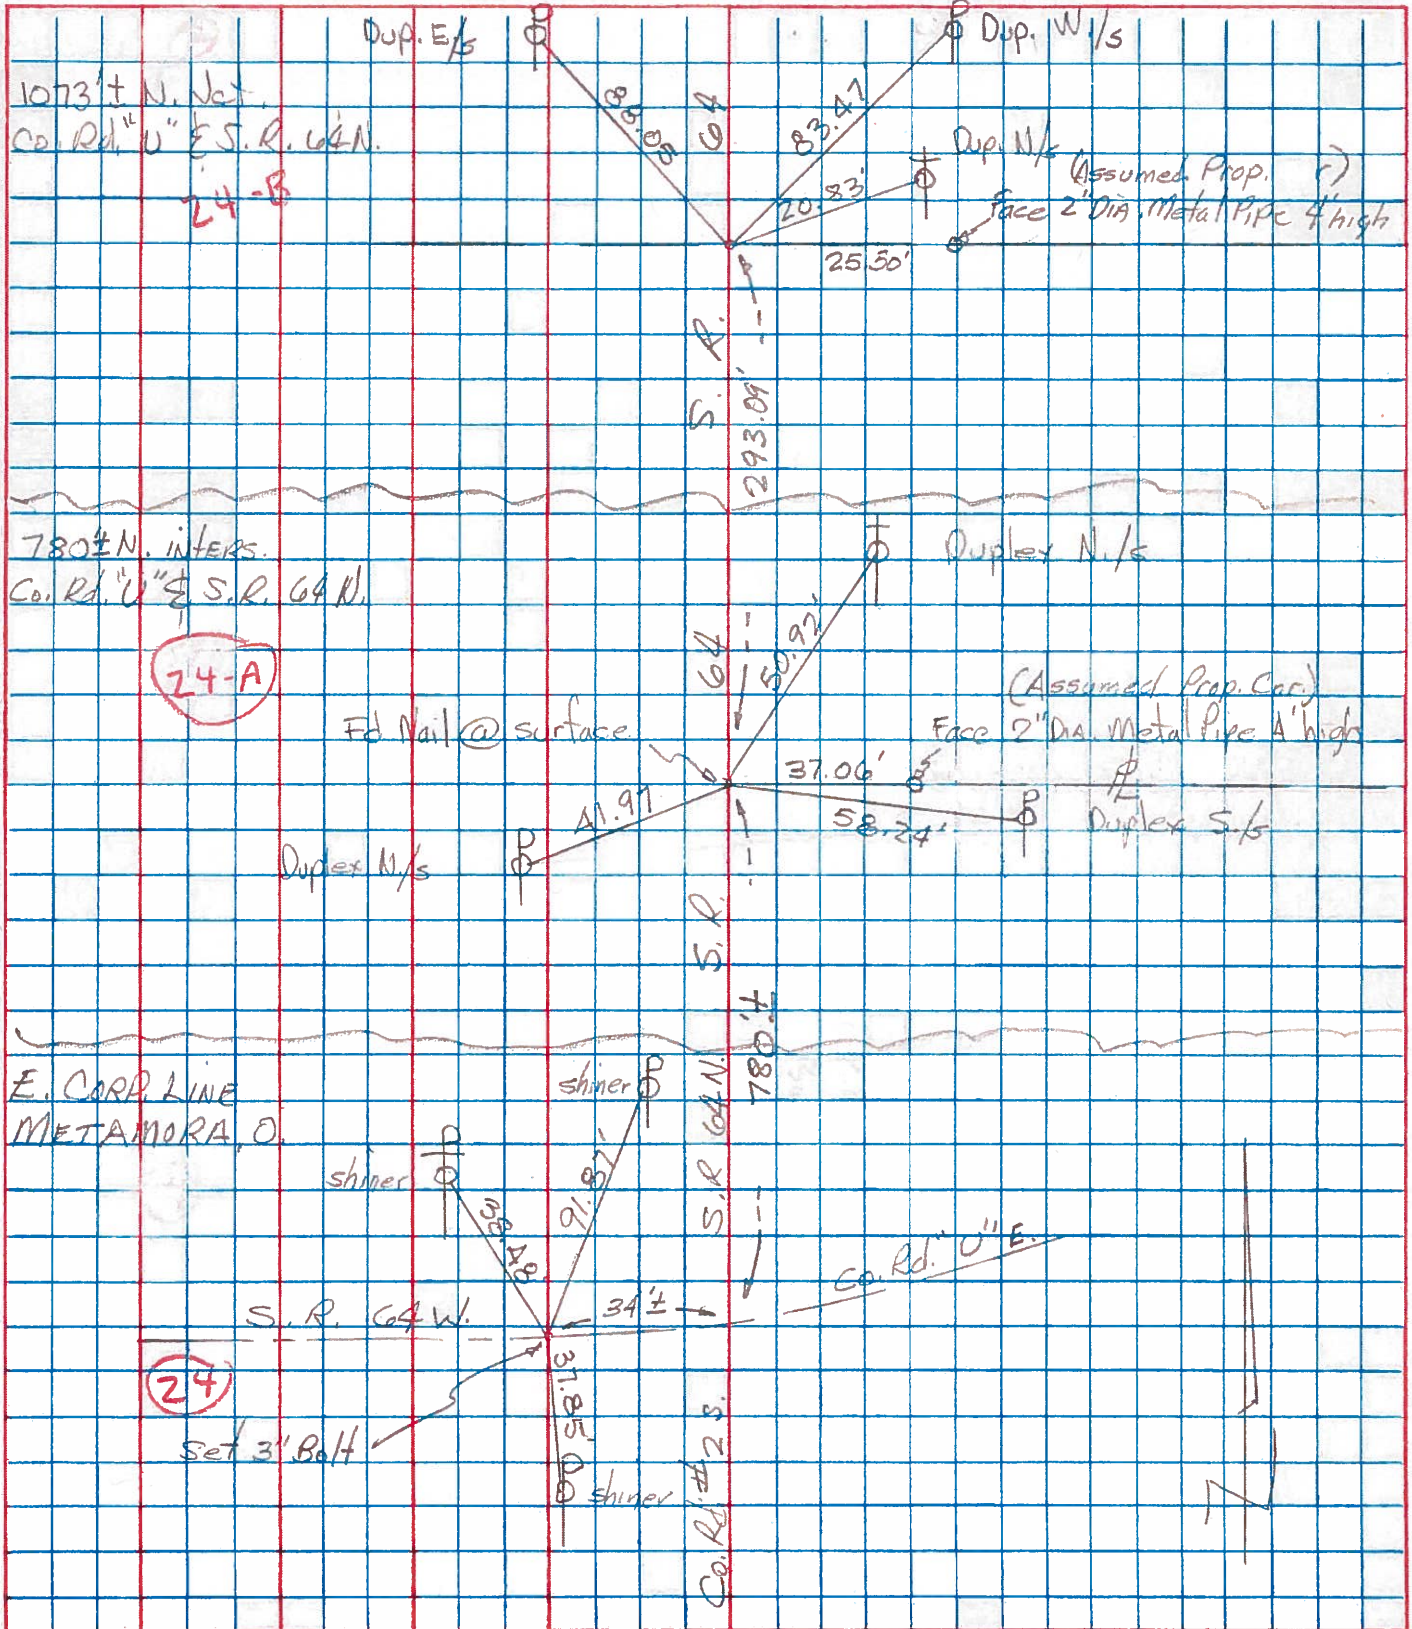 Dup. E/s
Dup. W./s
1073'± N. Jct.
Co. Rd. "U" & S.R. 64 N.
24-B
83.47
64
Dup. N/s
20.83'
(Assumed Prop. r)
Face 2" DIA. Metal Pipe 4' high
25.50'
S. R.
293.09'
780'± N. INTERS.
Co. Rd. "U" & S.R. 64 N.
24-A
Duplex N./s
50.92'
64
(Assumed Prop. Cor.)
Fd Nail @ surface
Face 2" DIA. Metal Pipe 4' high
37.06'
PL
41.97
58.24'
Duplex S./s
Duplex N./s
S. R.
780'±
E. CORP. LINE
METAMORA, O.
shiner
shiner
38.48
91.87'
S.R. 64 N.
Co. Rd. "U" E.
S. R. 64 W.
34'±
24
37.85'
Set 3" Bolt
shiner
Co. Rd. # 2 S.
N